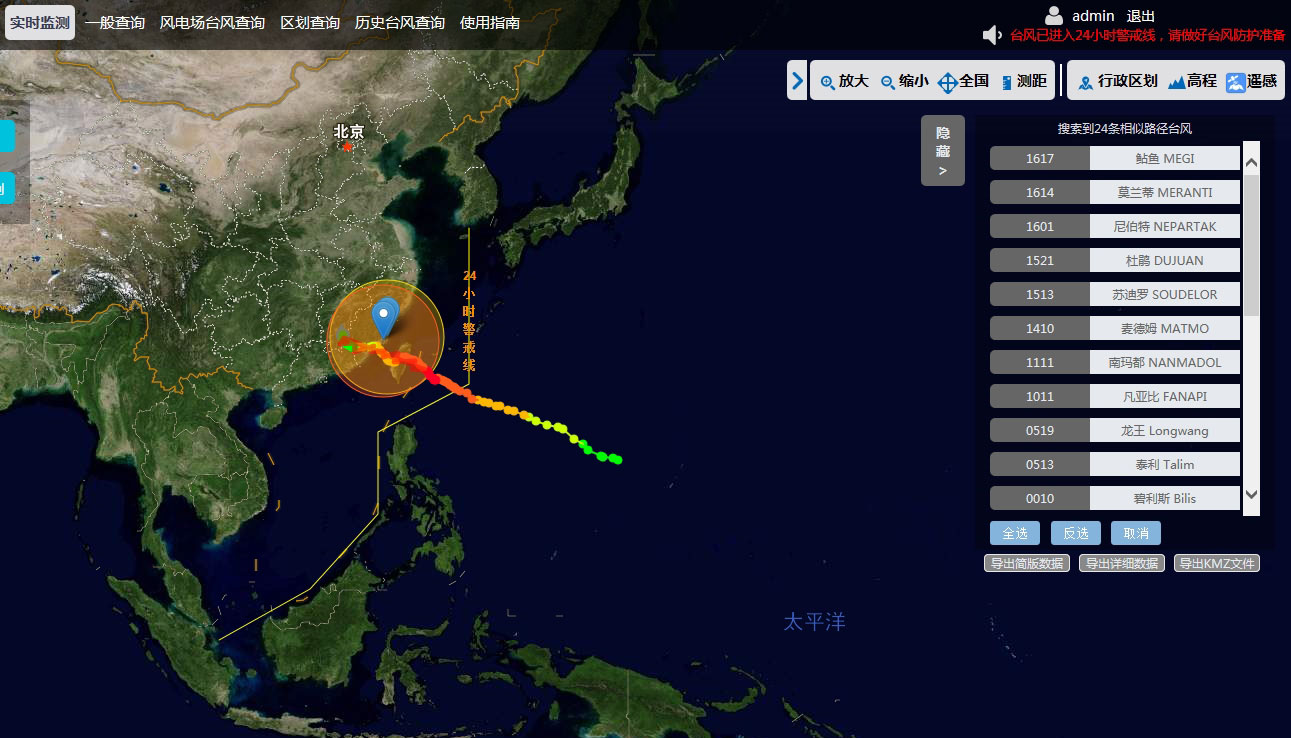 实时监测 一般查询 风电场台风查询 区划查询 历史台风查询 使用指南
admin 退出
台风已进入24小时警戒线，请做好台风防护准备
放大 缩小 全国 测距 行政区划 高程 遥感
隐藏 >
搜索到24条相似路径台风
1617 鲇鱼 MEGI
1614 莫兰蒂 MERANTI
1601 尼伯特 NEPARTAK
1521 杜鹃 DUJUAN
1513 苏迪罗 SOUDELOR
1410 麦德姆 MATMO
1111 南玛都 NANMADOL
1011 凡亚比 FANAPI
0519 龙王 Longwang
0513 泰利 Talim
0010 碧利斯 Bilis
全选 反选 取消
导出简版数据 导出详细数据 导出KMZ文件
北京
24小时警戒线
太平洋